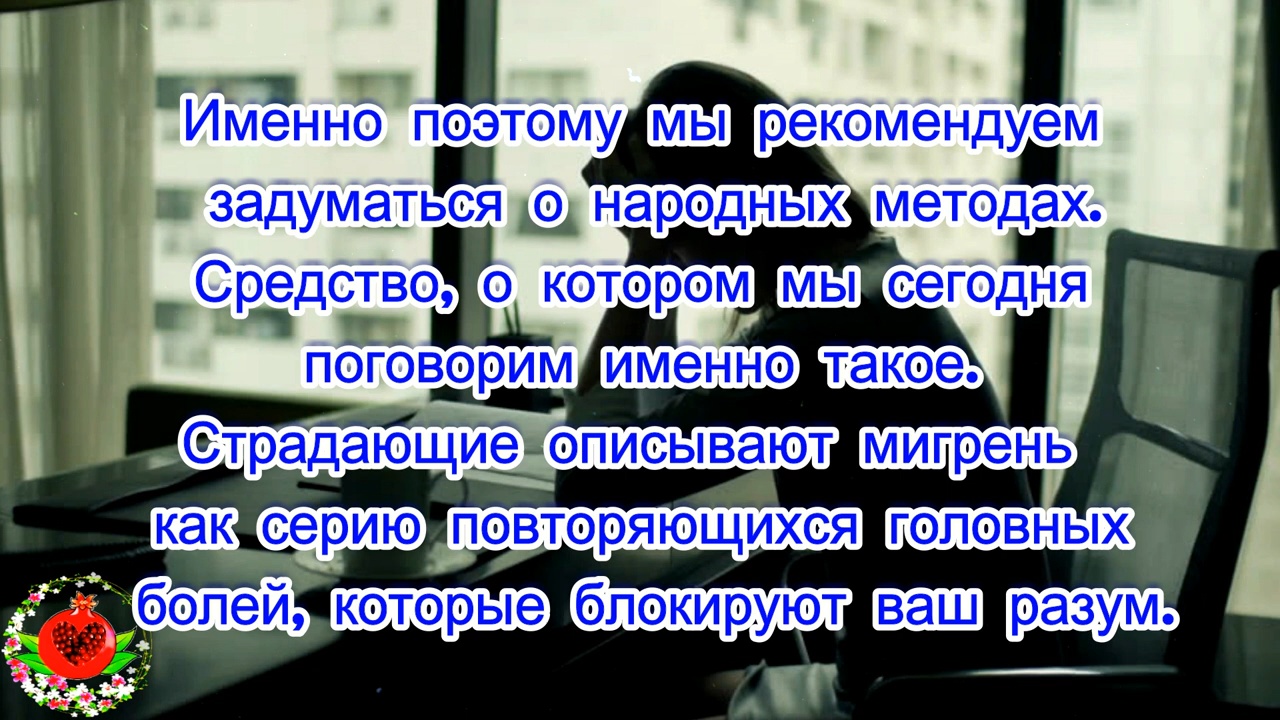 Именно поэтому мы рекомендуем
задуматься о народных методах.
Средство, о котором мы сегодня
поговорим именно такое.
Страдающие описывают мигрень
как серию повторяющихся головных
болей, которые блокируют ваш разум.